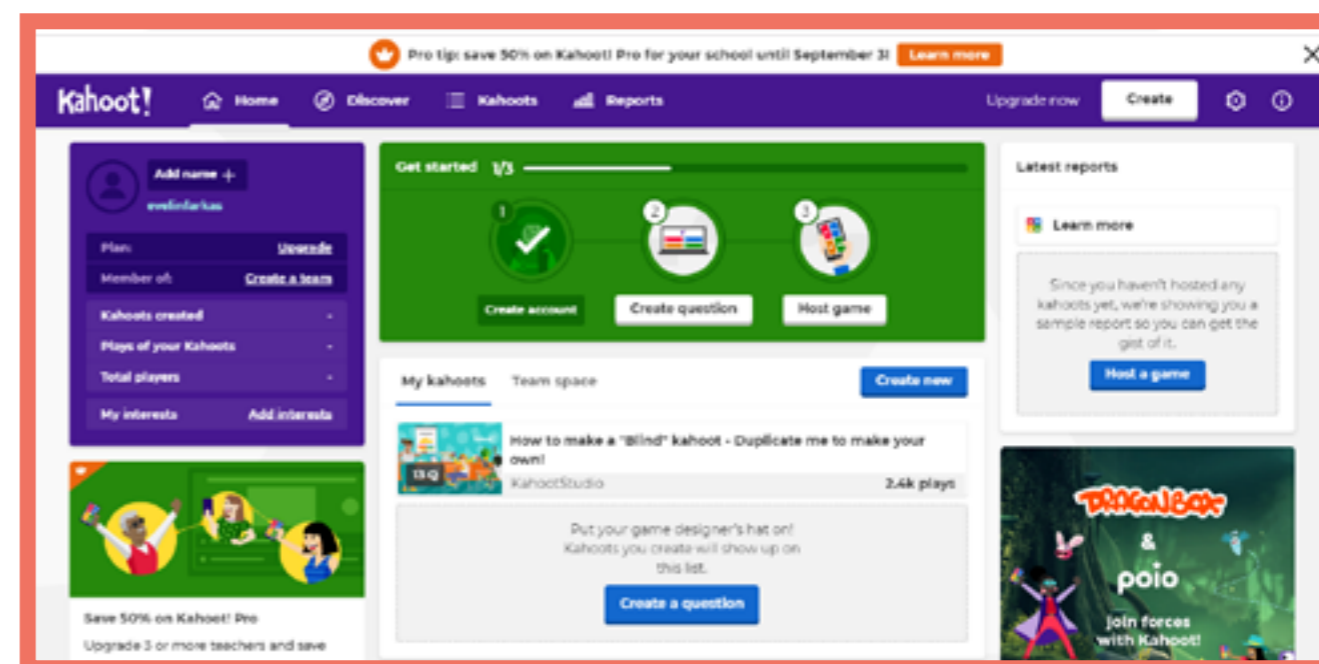 Pro tip: save 50% on Kahoot! Pro for your school until September 3! Learn more
Kahoot! Home Discover Kahoots Reports Upgrade now Create
Add name +
evelinfarkas
Plan: Upgrade
Member of: Create a team
Kahoots created -
Plays of your Kahoots -
Total players -
My interests Add interests
Save 50% on Kahoot! Pro
Upgrade 3 or more teachers and save
Get started 1/3
1 2 3
Create account Create question Host game
My kahoots Team space Create new
How to make a "Blind" kahoot - Duplicate me to make your
own!
13 Q
KahootStudio 2.4k plays
Put your game designer's hat on!
Kahoots you create will show up on
this list.
Create a question
Latest reports
Learn more
Since you haven't hosted any
kahoots yet, we're showing you a
sample report so you can get the
gist of it.
Host a game
DRAGONBOX
&
poio
join forces
with Kahoot!